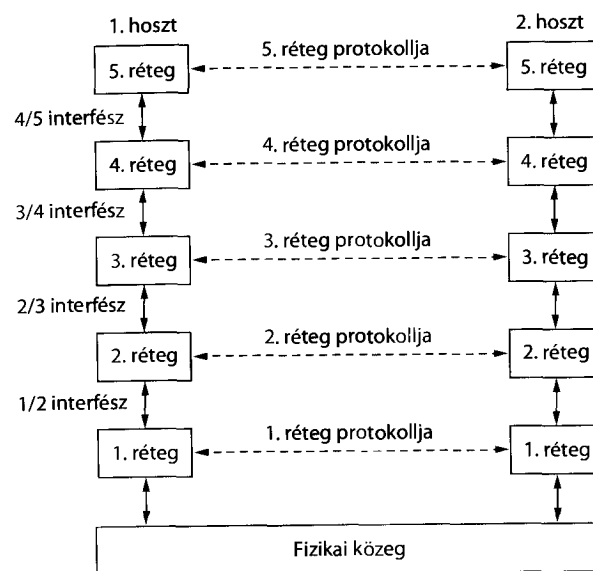 1. hoszt
2. hoszt
5. réteg
5. réteg protokollja
5. réteg
4/5 interfész
4. réteg
4. réteg protokollja
4. réteg
3/4 interfész
3. réteg
3. réteg protokollja
3. réteg
2/3 interfész
2. réteg
2. réteg protokollja
2. réteg
1/2 interfész
1. réteg
1. réteg protokollja
1. réteg
Fizikai közeg